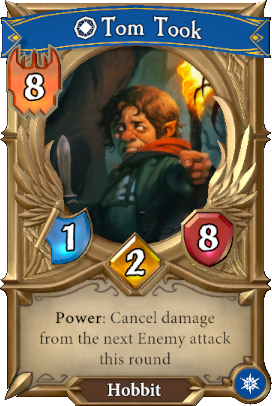 Tom Took
8
1
2
8
Power: Cancel damage
from the next Enemy attack
this round
Hobbit